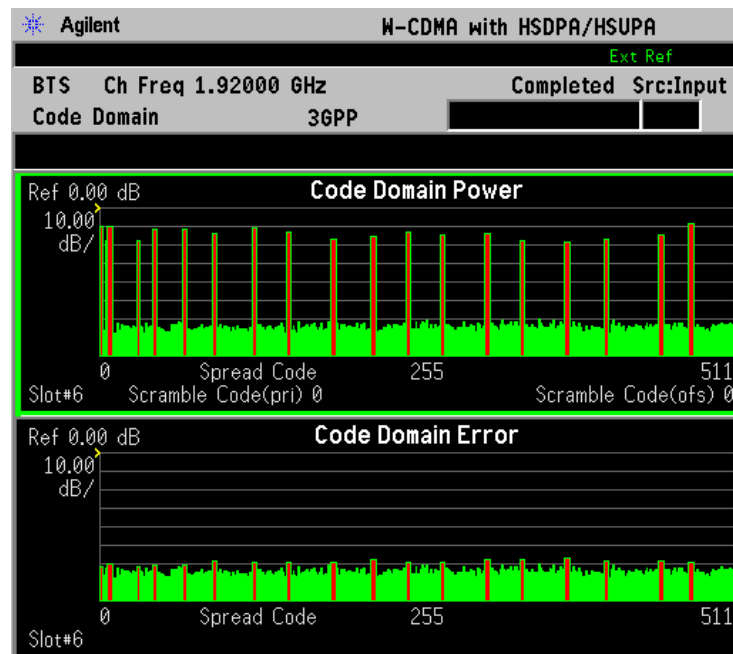 Agilent W-CDMA with HSDPA/HSUPA
Ext Ref
BTS Ch Freq 1.92000 GHz Completed Src:Input
Code Domain 3GPP
Ref 0.00 dB Code Domain Power
10.00
dB/
0 Spread Code 255 511
Slot#6 Scramble Code(pri) 0 Scramble Code(ofs) 0
Ref 0.00 dB Code Domain Error
10.00
dB/
0 Spread Code 255 511
Slot#6